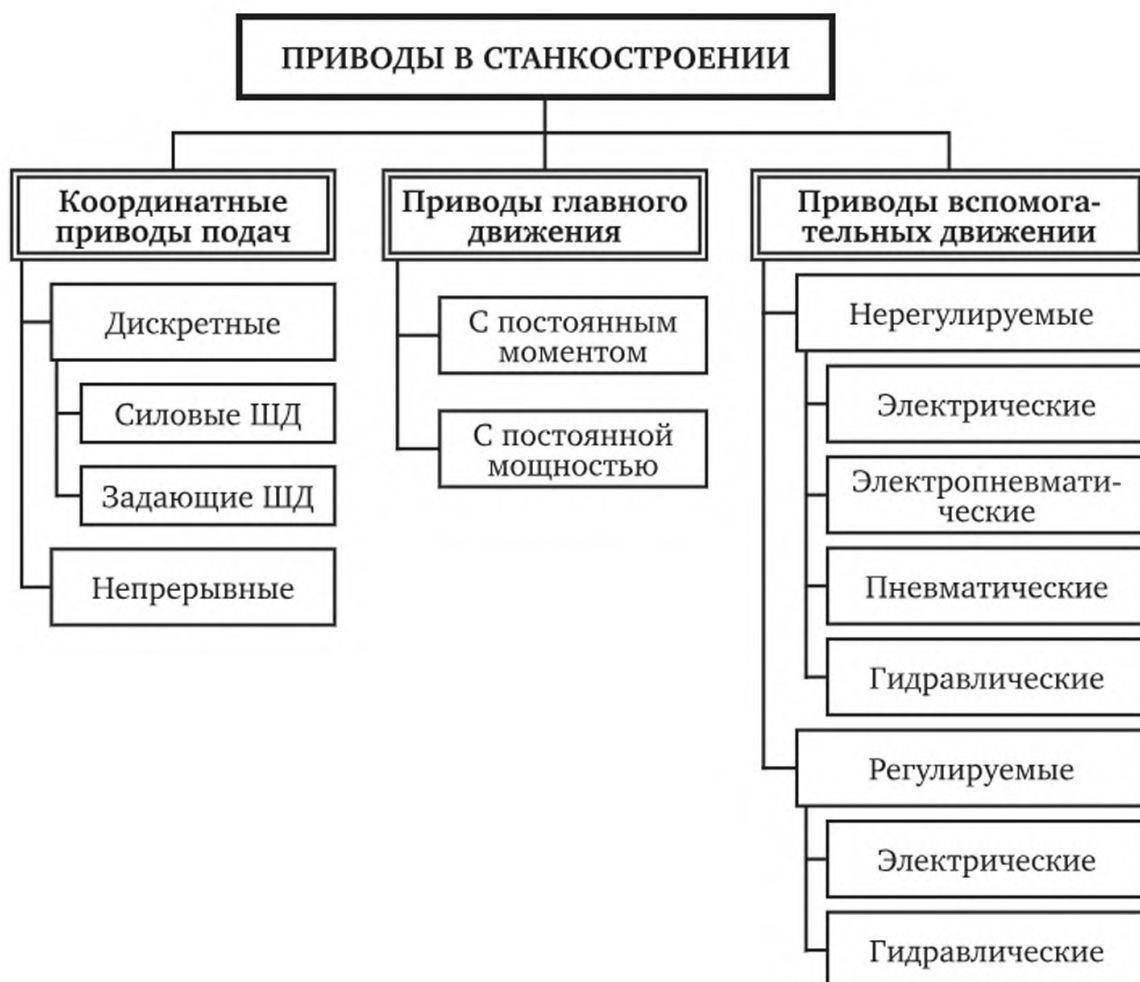 ПРИВОДЫ В СТАНКОСТРОЕНИИ
Координатные
приводы подач
Дискретные
Силовые ШД
Задающие ШД
Непрерывные
Приводы главного
движения
С постоянным
моментом
С постоянной
мощностью
Приводы вспомога-
тельных движении
Нерегулируемые
Электрические
Электропневмати-
ческие
Пневматические
Гидравлические
Регулируемые
Электрические
Гидравлические